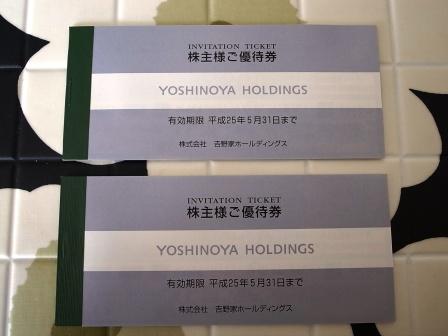 INVITATION TICKET
株主様ご優待券
YOSHINOYA HOLDINGS
有効期限 平成25年5月31日まで
株式会社 吉野家ホールディングス
INVITATION TICKET
株主様ご優待券
YOSHINOYA HOLDINGS
有効期限 平成25年5月31日まで
株式会社 吉野家ホールディングス